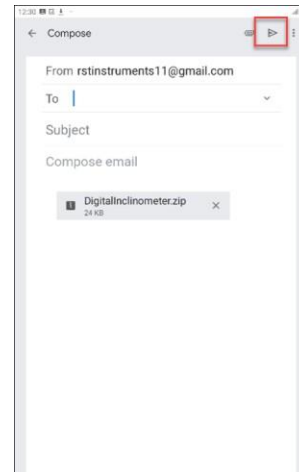 12:30
Compose
From rstinstruments11@gmail.com
To
Subject
Compose email
DigitalInclinometer.zip
24 KB